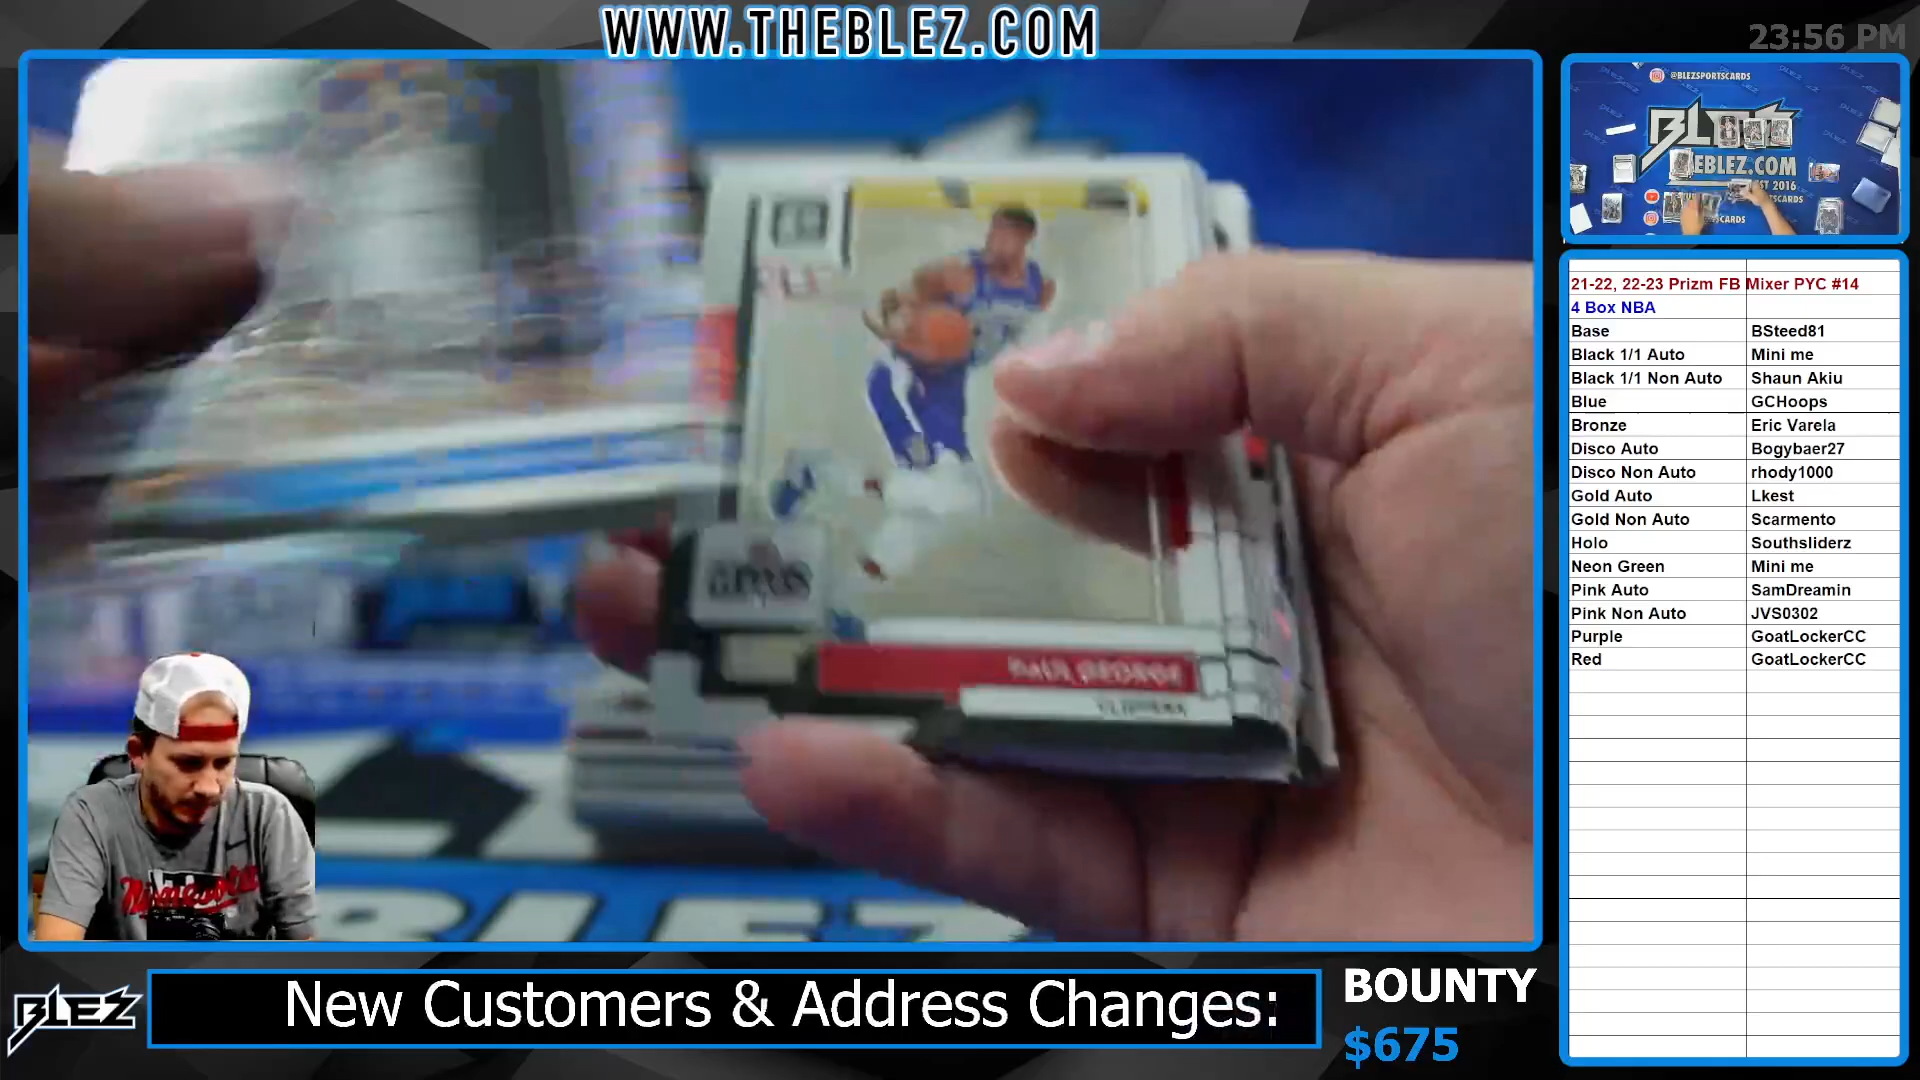 WWW.THEBLEZ.COM
23:56 PM
@BLEZSPORTSCARDS
21-22, 22-23 Prizm FB Mixer PYC #14
4 Box NBA
Base BSteed81
Black 1/1 Auto Mini me
Black 1/1 Non Auto Shaun Akiu
Blue GCHoops
Bronze Eric Varela
Disco Auto Bogybaer27
Disco Non Auto rhody1000
Gold Auto Lkest
Gold Non Auto Scarmento
Holo Southsliderz
Neon Green Mini me
Pink Auto SamDreamin
Pink Non Auto JVS0302
Purple GoatLockerCC
Red GoatLockerCC
PAUL GEORGE
CLIPPERS
BLEZ
New Customers & Address Changes:
BOUNTY
$675